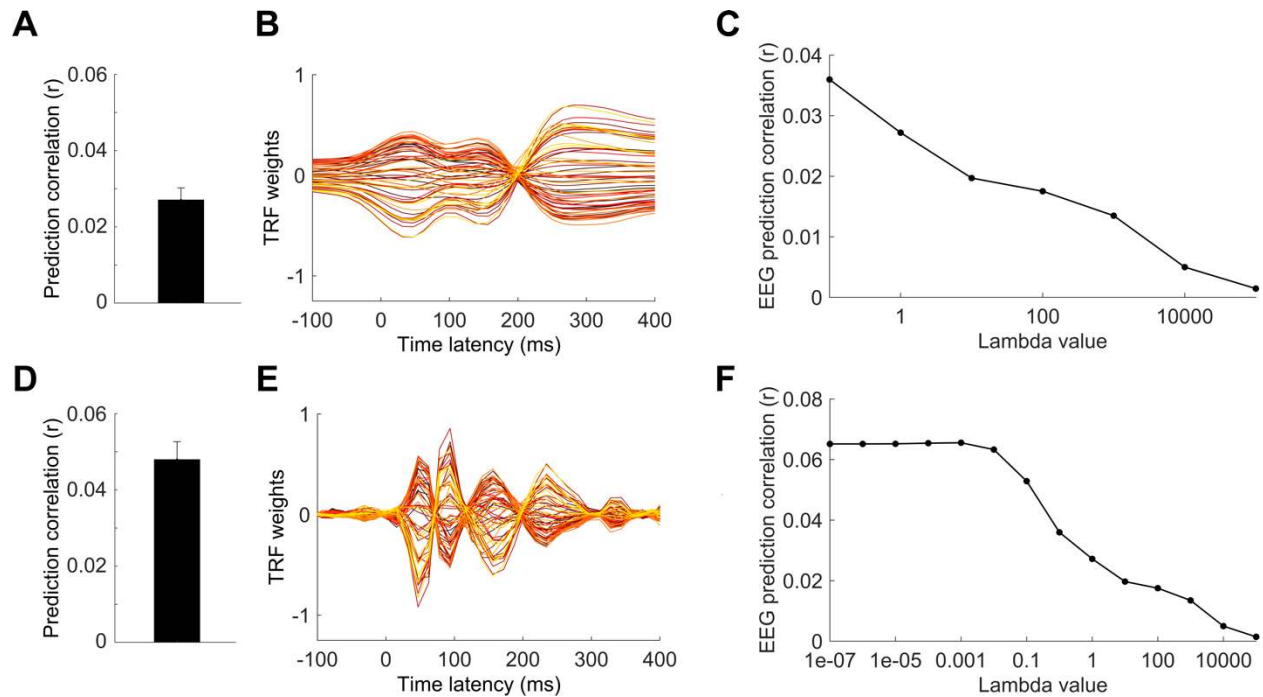 A
Prediction correlation (r)
0.06
0.04
0.02
0
B
TRF weights
1
0
-1
-100 0 100 200 300 400
Time latency (ms)
C
EEG prediction correlation (r)
0.04
0.03
0.02
0.01
0
1 100 10000
Lambda value
D
Prediction correlation (r)
0.06
0.04
0.02
0
E
TRF weights
1
0
-1
-100 0 100 200 300 400
Time latency (ms)
F
EEG prediction correlation (r)
0.08
0.06
0.04
0.02
0
1e-07 1e-05 0.001 0.1 1 100 10000
Lambda value